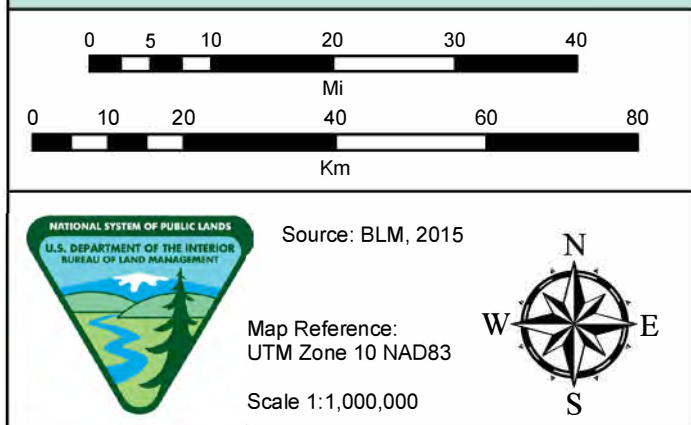 0 5 10 20 30 40
Mi
0 10 20 40 60 80
Km
NATIONAL SYSTEM OF PUBLIC LANDS
U.S. DEPARTMENT OF THE INTERIOR
BUREAU OF LAND MANAGEMENT
Source: BLM, 2015
Map Reference:
UTM Zone 10 NAD83
Scale 1:1,000,000
N
W E
S